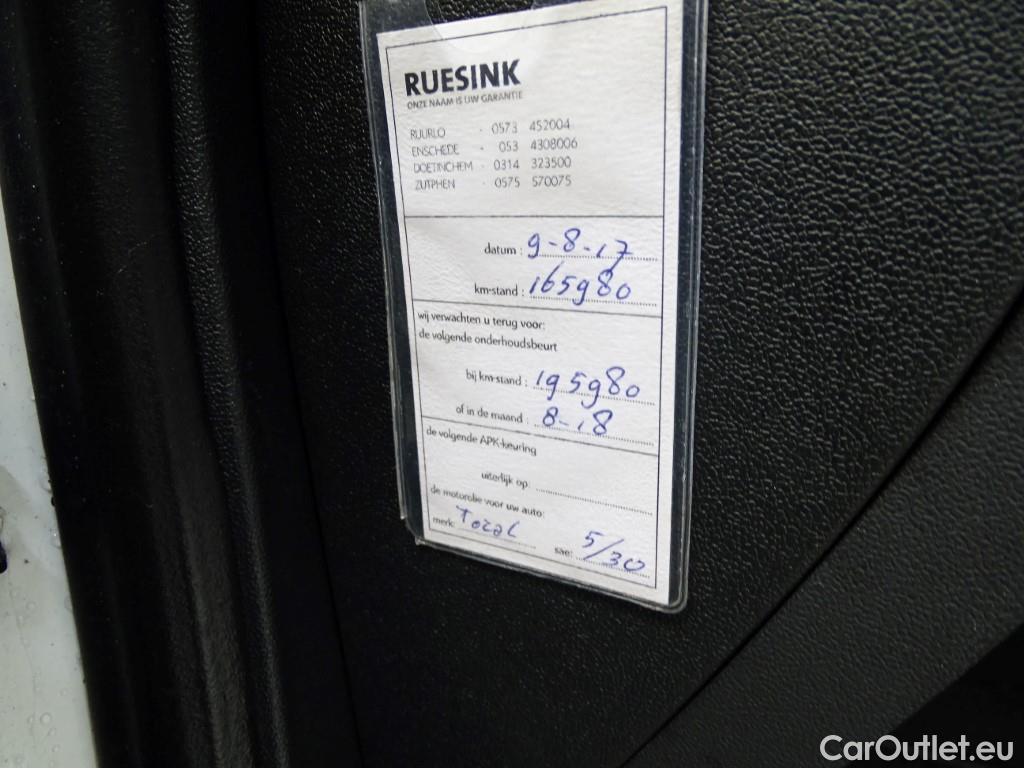 RUESINK
ONZE NAAM IS UW GARANTIE
RUURLO - 0573 452004
ENSCHEDE - 053 4308006
DOETINCHEM - 0314 323500
ZUTPHEN - 0575 570075
datum : 9-8-17
km-stand : 165980
wij verwachten u terug voor:
de volgende onderhoudsbeurt
bij km-stand : 195980
of in de maand : 8-18
de volgende APK-keuring
uiterlijk op:
de motorolie voor uw auto:
merk: Total sae: 5/30
CarOutlet.eu